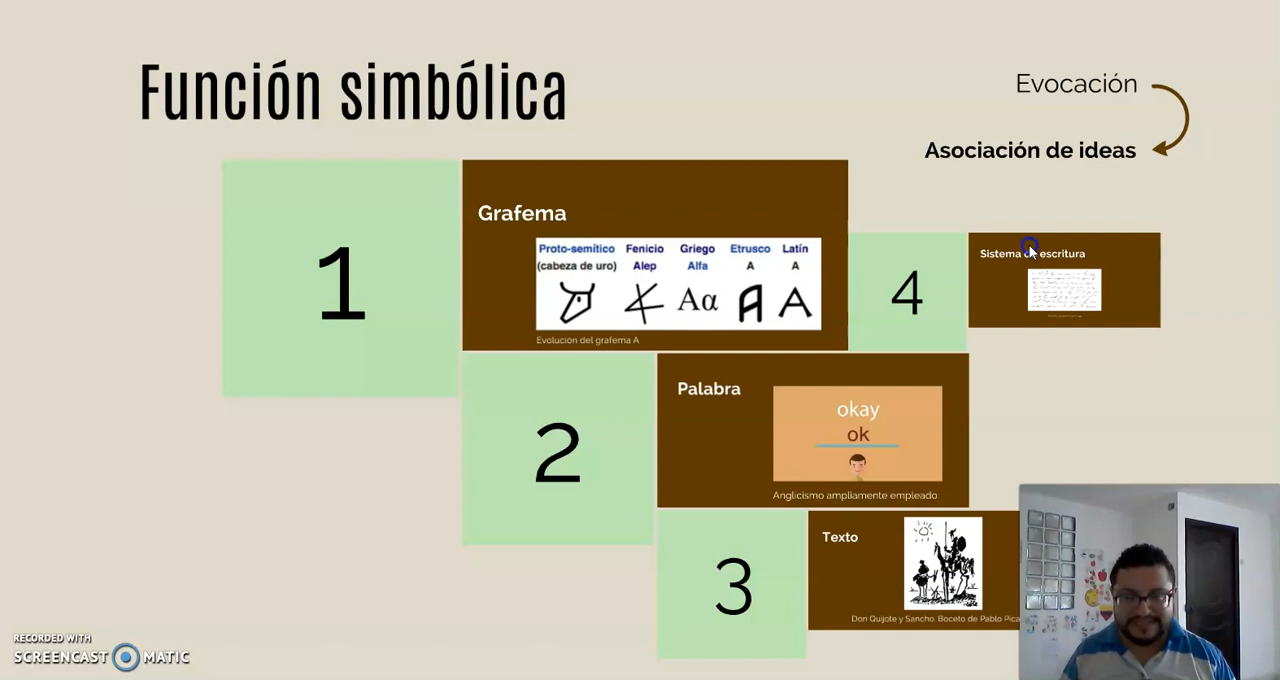 Función simbólica
Evocación
Asociación de ideas
1
Grafema
Proto-semítico Fenicio Griego Etrusco Latín
(cabeza de uro) Alep Alfa A A
Aα A A
Evolución del grafema A
2
Palabra
okay
ok
Anglicismo ampliamente empleado
3
Texto
Don Quijote y Sancho. Boceto de Pablo Pica
4
Sistema de escritura
RECORDED WITH
SCREENCAST MATIC